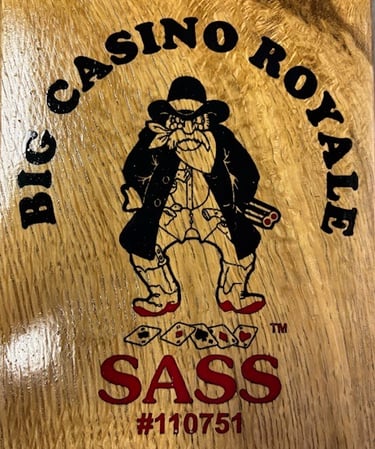 BIG CASINO ROYALE
TM
SASS
#110751